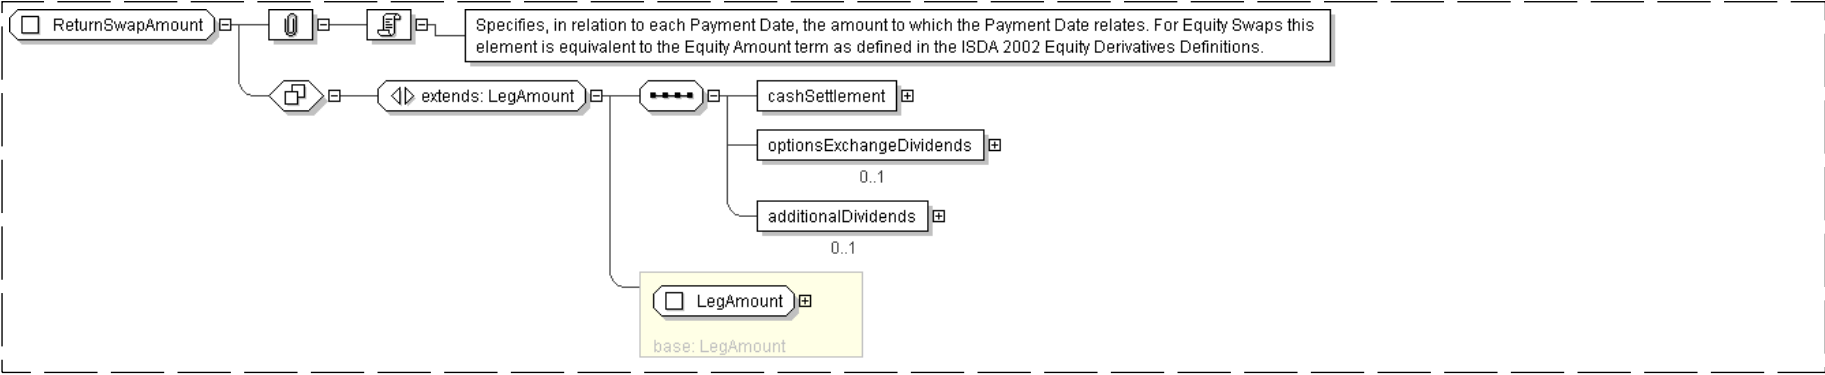 ReturnSwapAmount
Specifies, in relation to each Payment Date, the amount to which the Payment Date relates. For Equity Swaps this
element is equivalent to the Equity Amount term as defined in the ISDA 2002 Equity Derivatives Definitions.
extends: LegAmount
cashSettlement
optionsExchangeDividends
0..1
additionalDividends
0..1
LegAmount
base: LegAmount